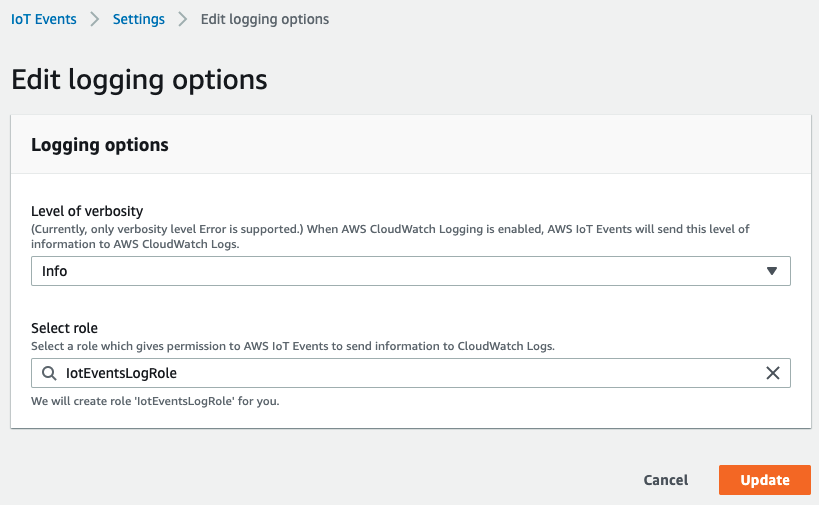 IoT Events > Settings > Edit logging options
Edit logging options
Logging options
Level of verbosity
(Currently, only verbosity level Error is supported.) When AWS CloudWatch Logging is enabled, AWS IoT Events will send this level of
information to AWS CloudWatch Logs.
Info
Select role
Select a role which gives permission to AWS IoT Events to send information to CloudWatch Logs.
IotEventsLogRole
We will create role 'IotEventsLogRole' for you.
Cancel Update